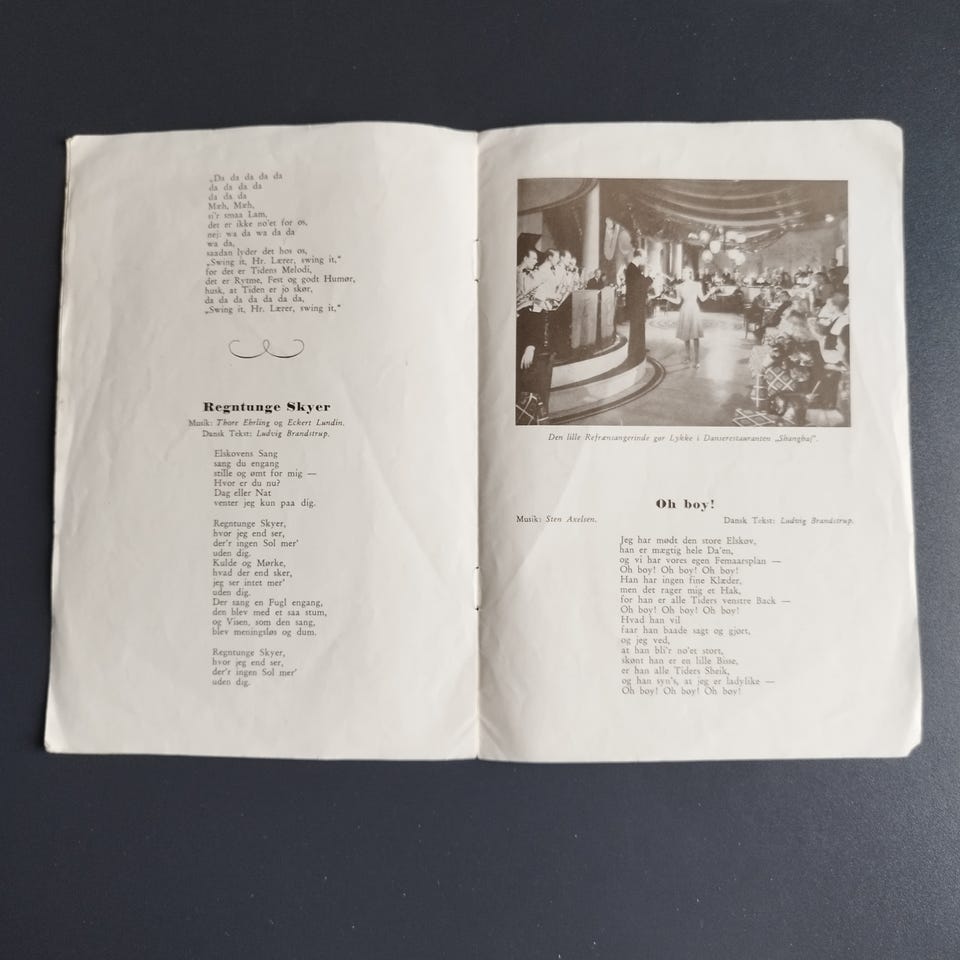 „Da da da da da
da da da da
da da da
Mæh, Mæh,
si'r smaa Lam,
det er ikke no'et for os,
nej: wa da wa da da
wa da,
saadan lyder det hos os,
„Swing it, Hr. Lærer, swing it,“
for det er Tidens Melodi,
det er Rytme, Fest og godt Humør,
husk, at Tiden er jo skør,
da da da da da da da,
„Swing it, Hr. Lærer, swing it,“
Regntunge Skyer
Musik: Thore Ehrling og Eckert Lundin.
Dansk Tekst: Ludvig Brandstrup.
Elskovens Sang
sang du engang
stille og ømt for mig —
Hvor er du nu?
Dag eller Nat
venter jeg kun paa dig.
Regntunge Skyer,
hvor jeg end ser,
der'r ingen Sol mer'
uden dig.
Kulde og Mørke,
hvad der end sker,
jeg ser intet mer'
uden dig.
Der sang en Fugl engang,
den blev med et saa stum,
og Visen, som den sang,
blev meningsløs og dum.
Regntunge Skyer,
hvor jeg end ser,
der'r ingen Sol mer'
uden dig.
Den lille Refrænsangerinde gør Lykke i Danserestauranten „Shanghaj“.
Oh boy!
Musik: Sten Axelsen. Dansk Tekst: Ludvig Brandstrup.
Jeg har mødt den store Elskov,
han er mægtig hele Da'en,
og vi har vores egen Femaarsplan —
Oh boy! Oh boy! Oh boy!
Han har ingen fine Klæder,
men det rager mig et Hak,
for han er alle Tiders venstre Back —
Oh boy! Oh boy! Oh boy!
Hvad han vil
faar han baade sagt og gjort,
og jeg ved,
at han bli'r no'et stort,
skønt han er en lille Bisse,
er han alle Tiders Sheik,
og han syn's, at jeg er ladylike —
Oh boy! Oh boy! Oh boy!